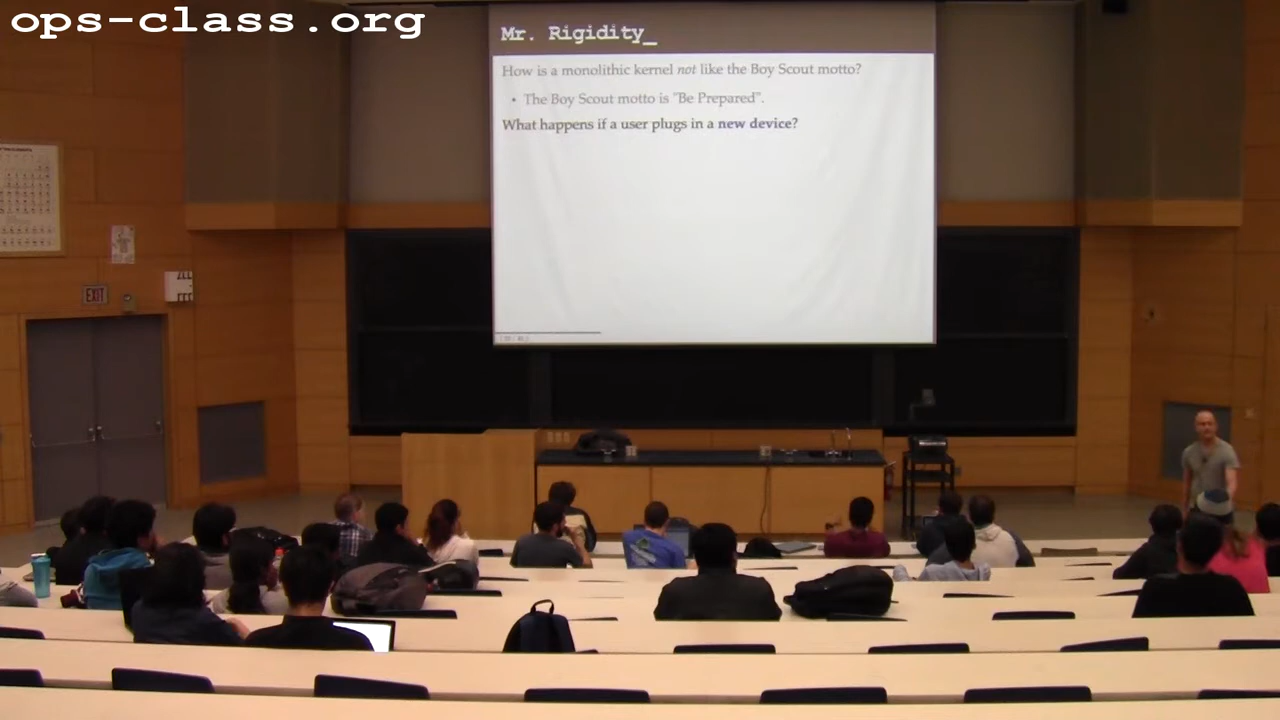 ops-class.org
Mr. Rigidity_
How is a monolithic kernel not like the Boy Scout motto?
• The Boy Scout motto is "Be Prepared".
What happens if a user plugs in a new device?
EXIT